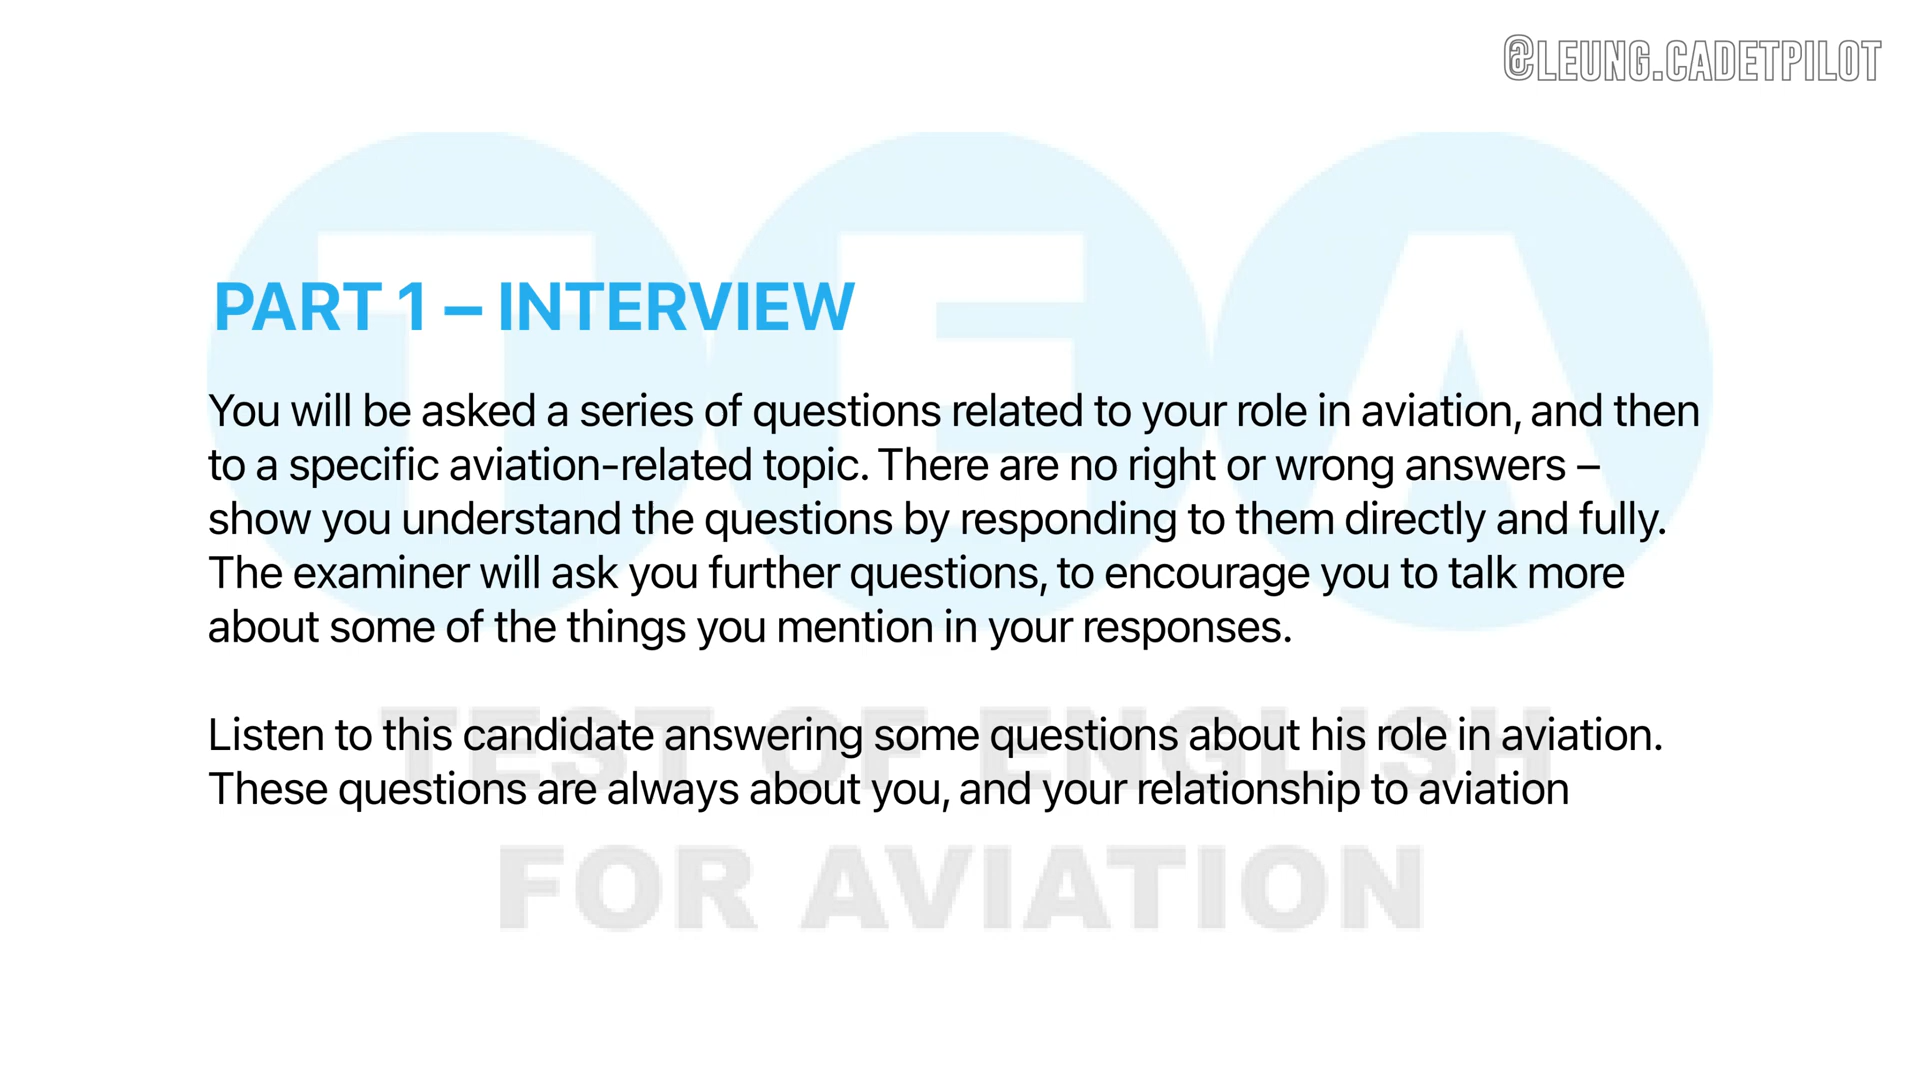 @LEUNG.CADETPILOT
TEA
PART 1 – INTERVIEW
You will be asked a series of questions related to your role in aviation, and then
to a specific aviation-related topic. There are no right or wrong answers –
show you understand the questions by responding to them directly and fully.
The examiner will ask you further questions, to encourage you to talk more
about some of the things you mention in your responses.
Listen to this candidate answering some questions about his role in aviation.
These questions are always about you, and your relationship to aviation
TEST OF ENGLISH
FOR AVIATION